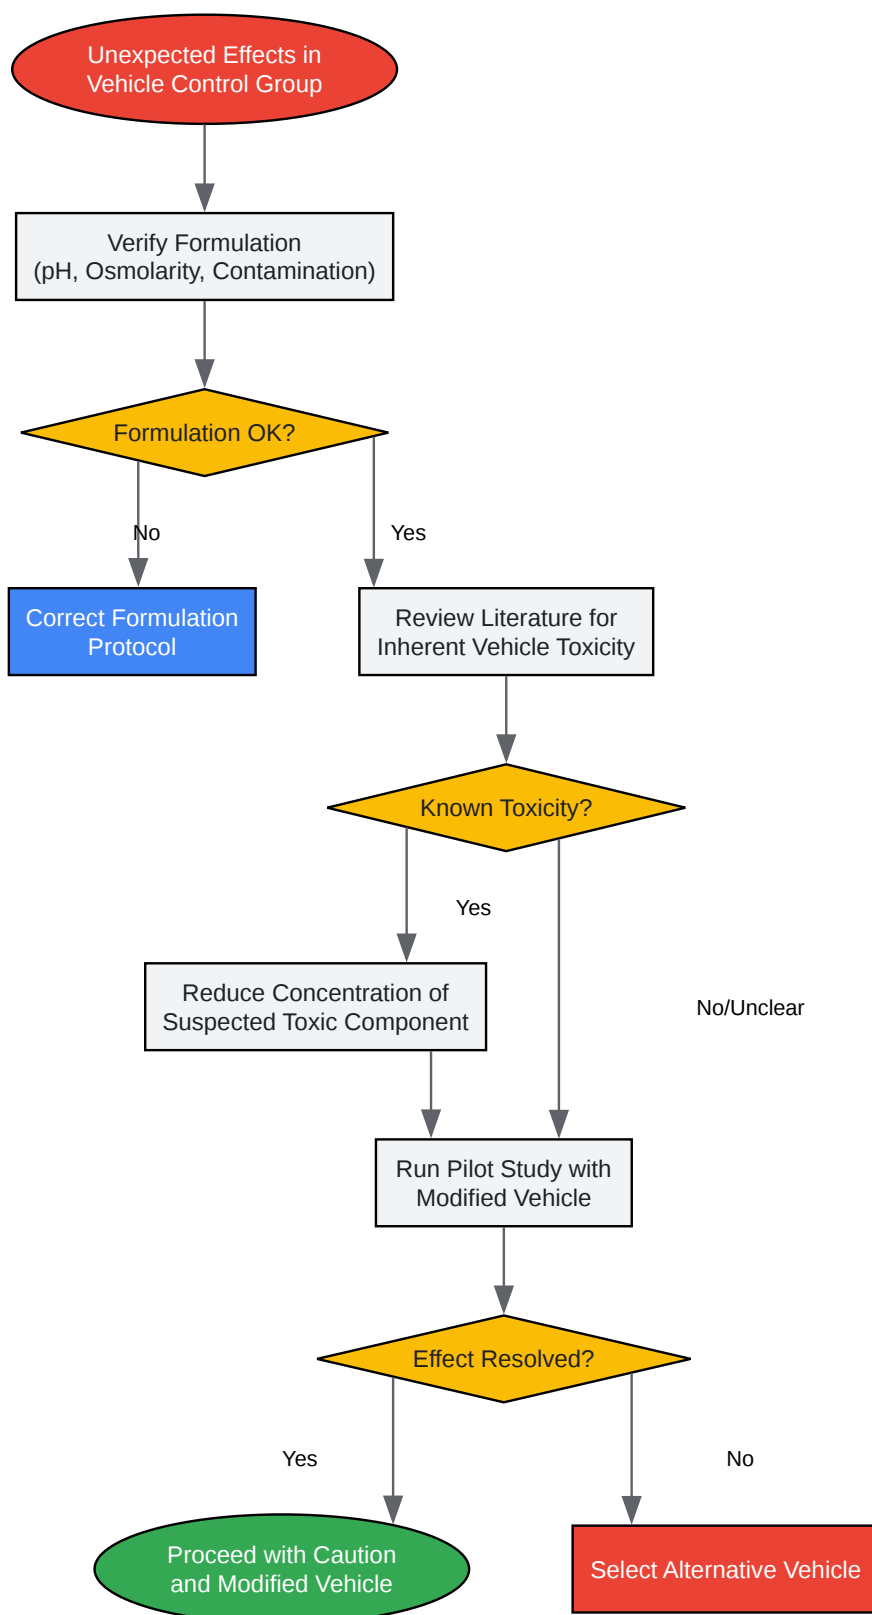 Unexpected Effects in
Vehicle Control Group
Verify Formulation
(pH, Osmolarity, Contamination)
Formulation OK?
No
Yes
Correct Formulation
Protocol
Review Literature for
Inherent Vehicle Toxicity
Known Toxicity?
Yes
Reduce Concentration of
Suspected Toxic Component
No/Unclear
Run Pilot Study with
Modified Vehicle
Effect Resolved?
Yes
No
Proceed with Caution
and Modified Vehicle
Select Alternative Vehicle